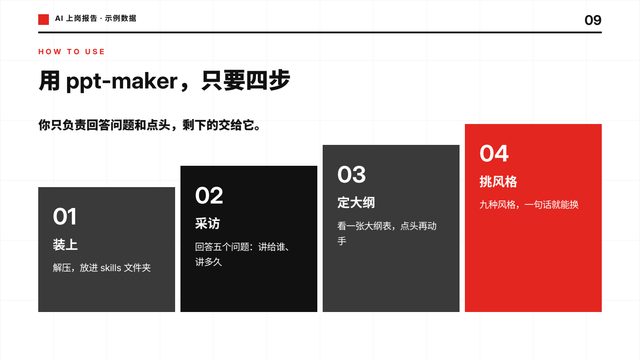 AI 上岗报告 · 示例数据
09
HOW TO USE
用 ppt-maker，只要四步
你只负责回答问题和点头，剩下的交给它。
01
装上
解压，放进 skills 文件夹
02
采访
回答五个问题：讲给谁、
讲多久
03
定大纲
看一张大纲表，点头再动
手
04
挑风格
九种风格，一句话就能换